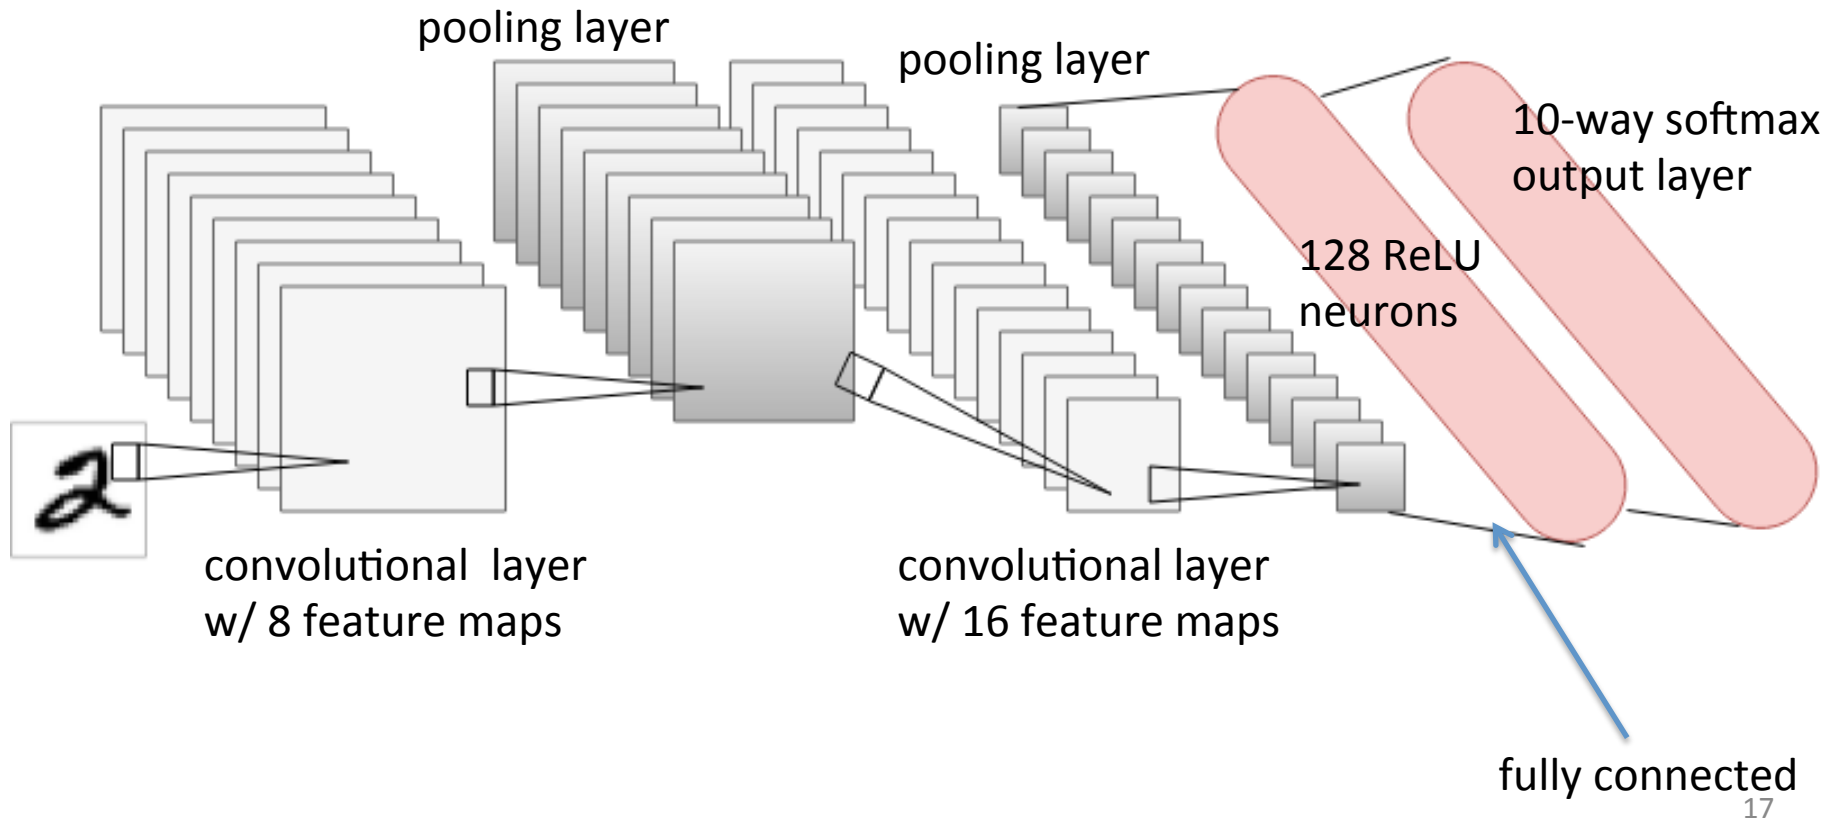 pooling layer
pooling layer
10-way softmax
output layer
128 ReLU
neurons
2
convolutional layer
w/ 8 feature maps
convolutional layer
w/ 16 feature maps
fully connected
17